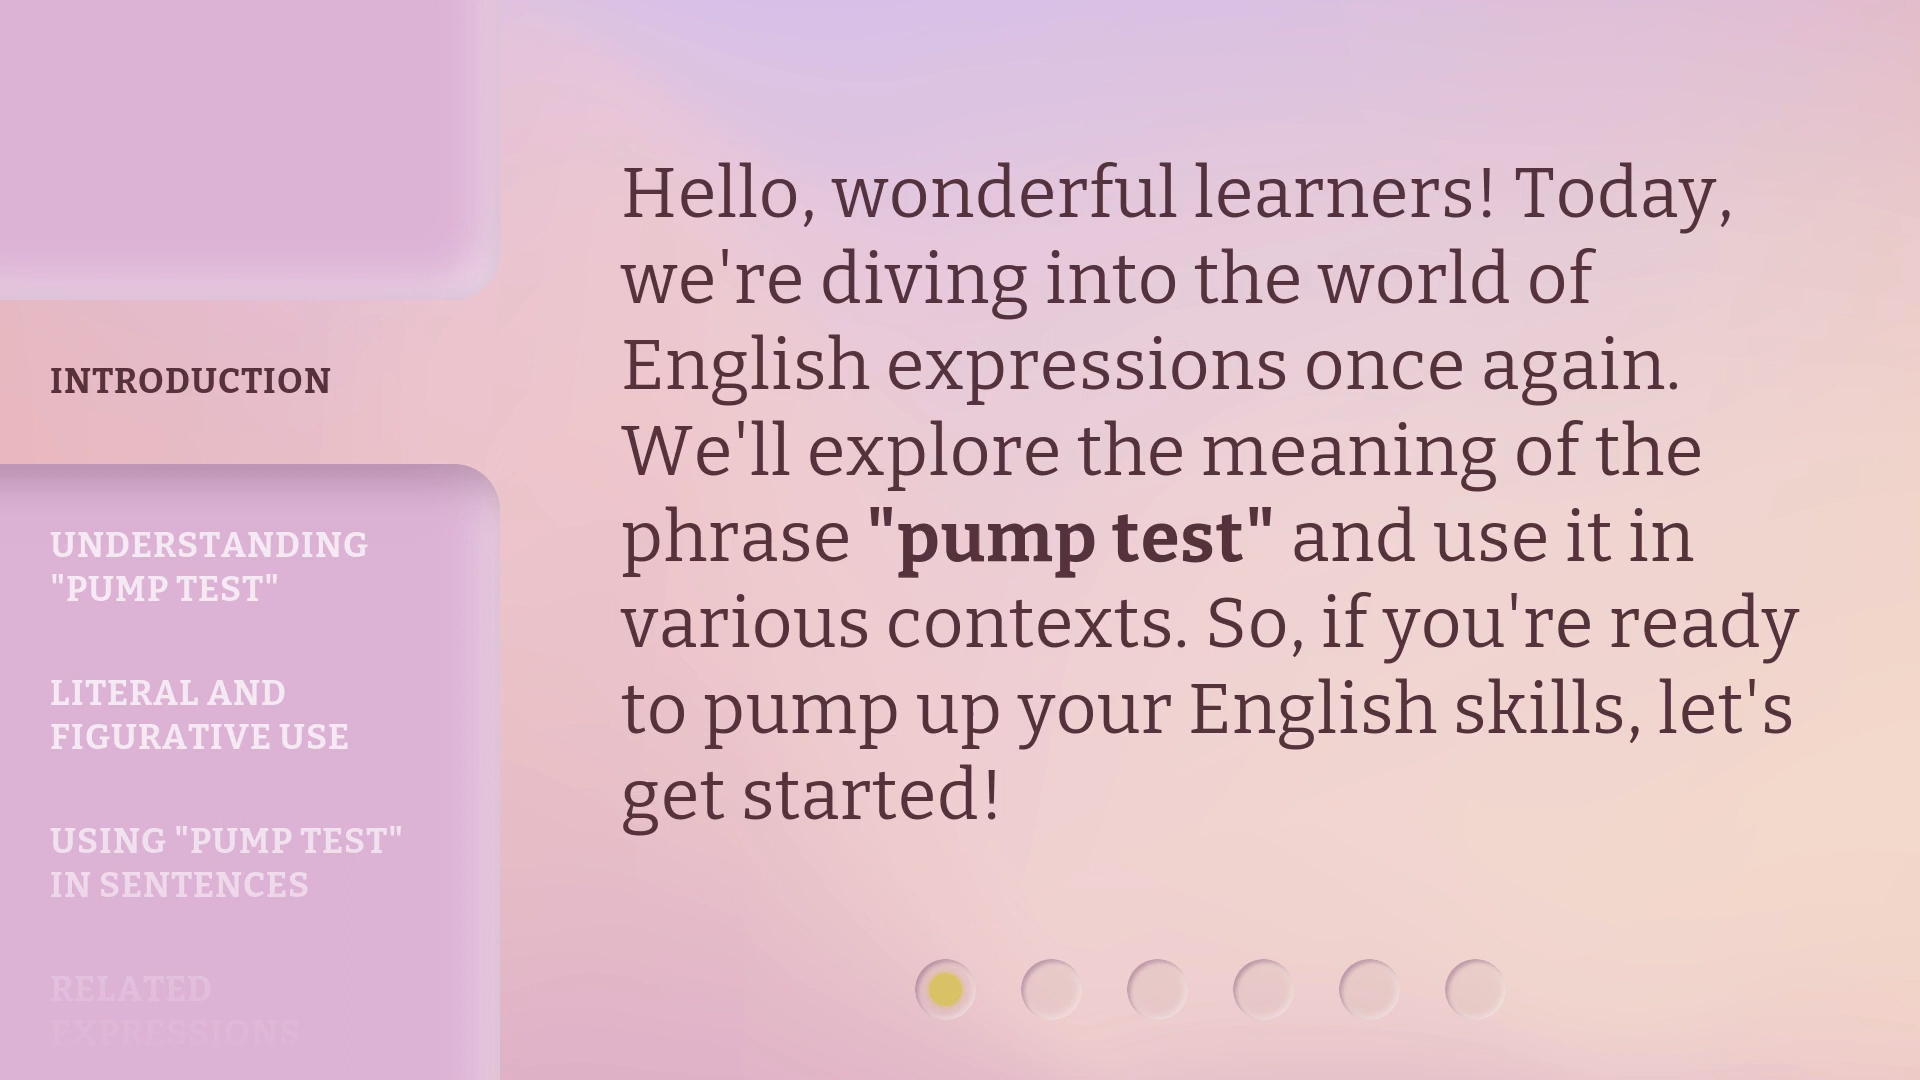 INTRODUCTION
UNDERSTANDING
"PUMP TEST"
LITERAL AND
FIGURATIVE USE
USING "PUMP TEST"
IN SENTENCES
RELATED
EXPRESSIONS
Hello, wonderful learners! Today,
we're diving into the world of
English expressions once again.
We'll explore the meaning of the
phrase "pump test" and use it in
various contexts. So, if you're ready
to pump up your English skills, let's
get started!